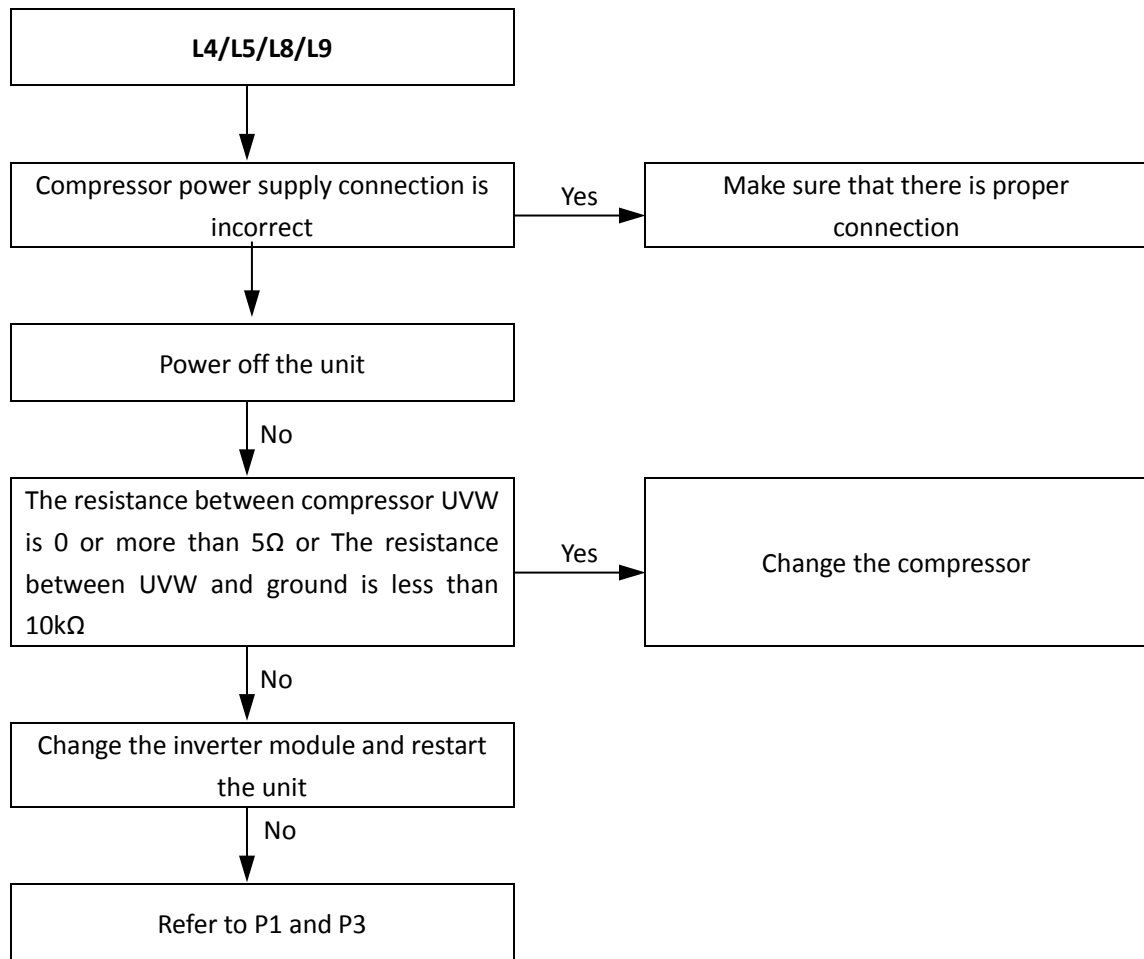 L4/L5/L8/L9
Compressor power supply connection is
incorrect
Yes
Make sure that there is proper
connection
Power off the unit
No
The resistance between compressor UVW
is 0 or more than 5Ω or The resistance
between UVW and ground is less than
10kΩ
Yes
Change the compressor
No
Change the inverter module and restart
the unit
No
Refer to P1 and P3